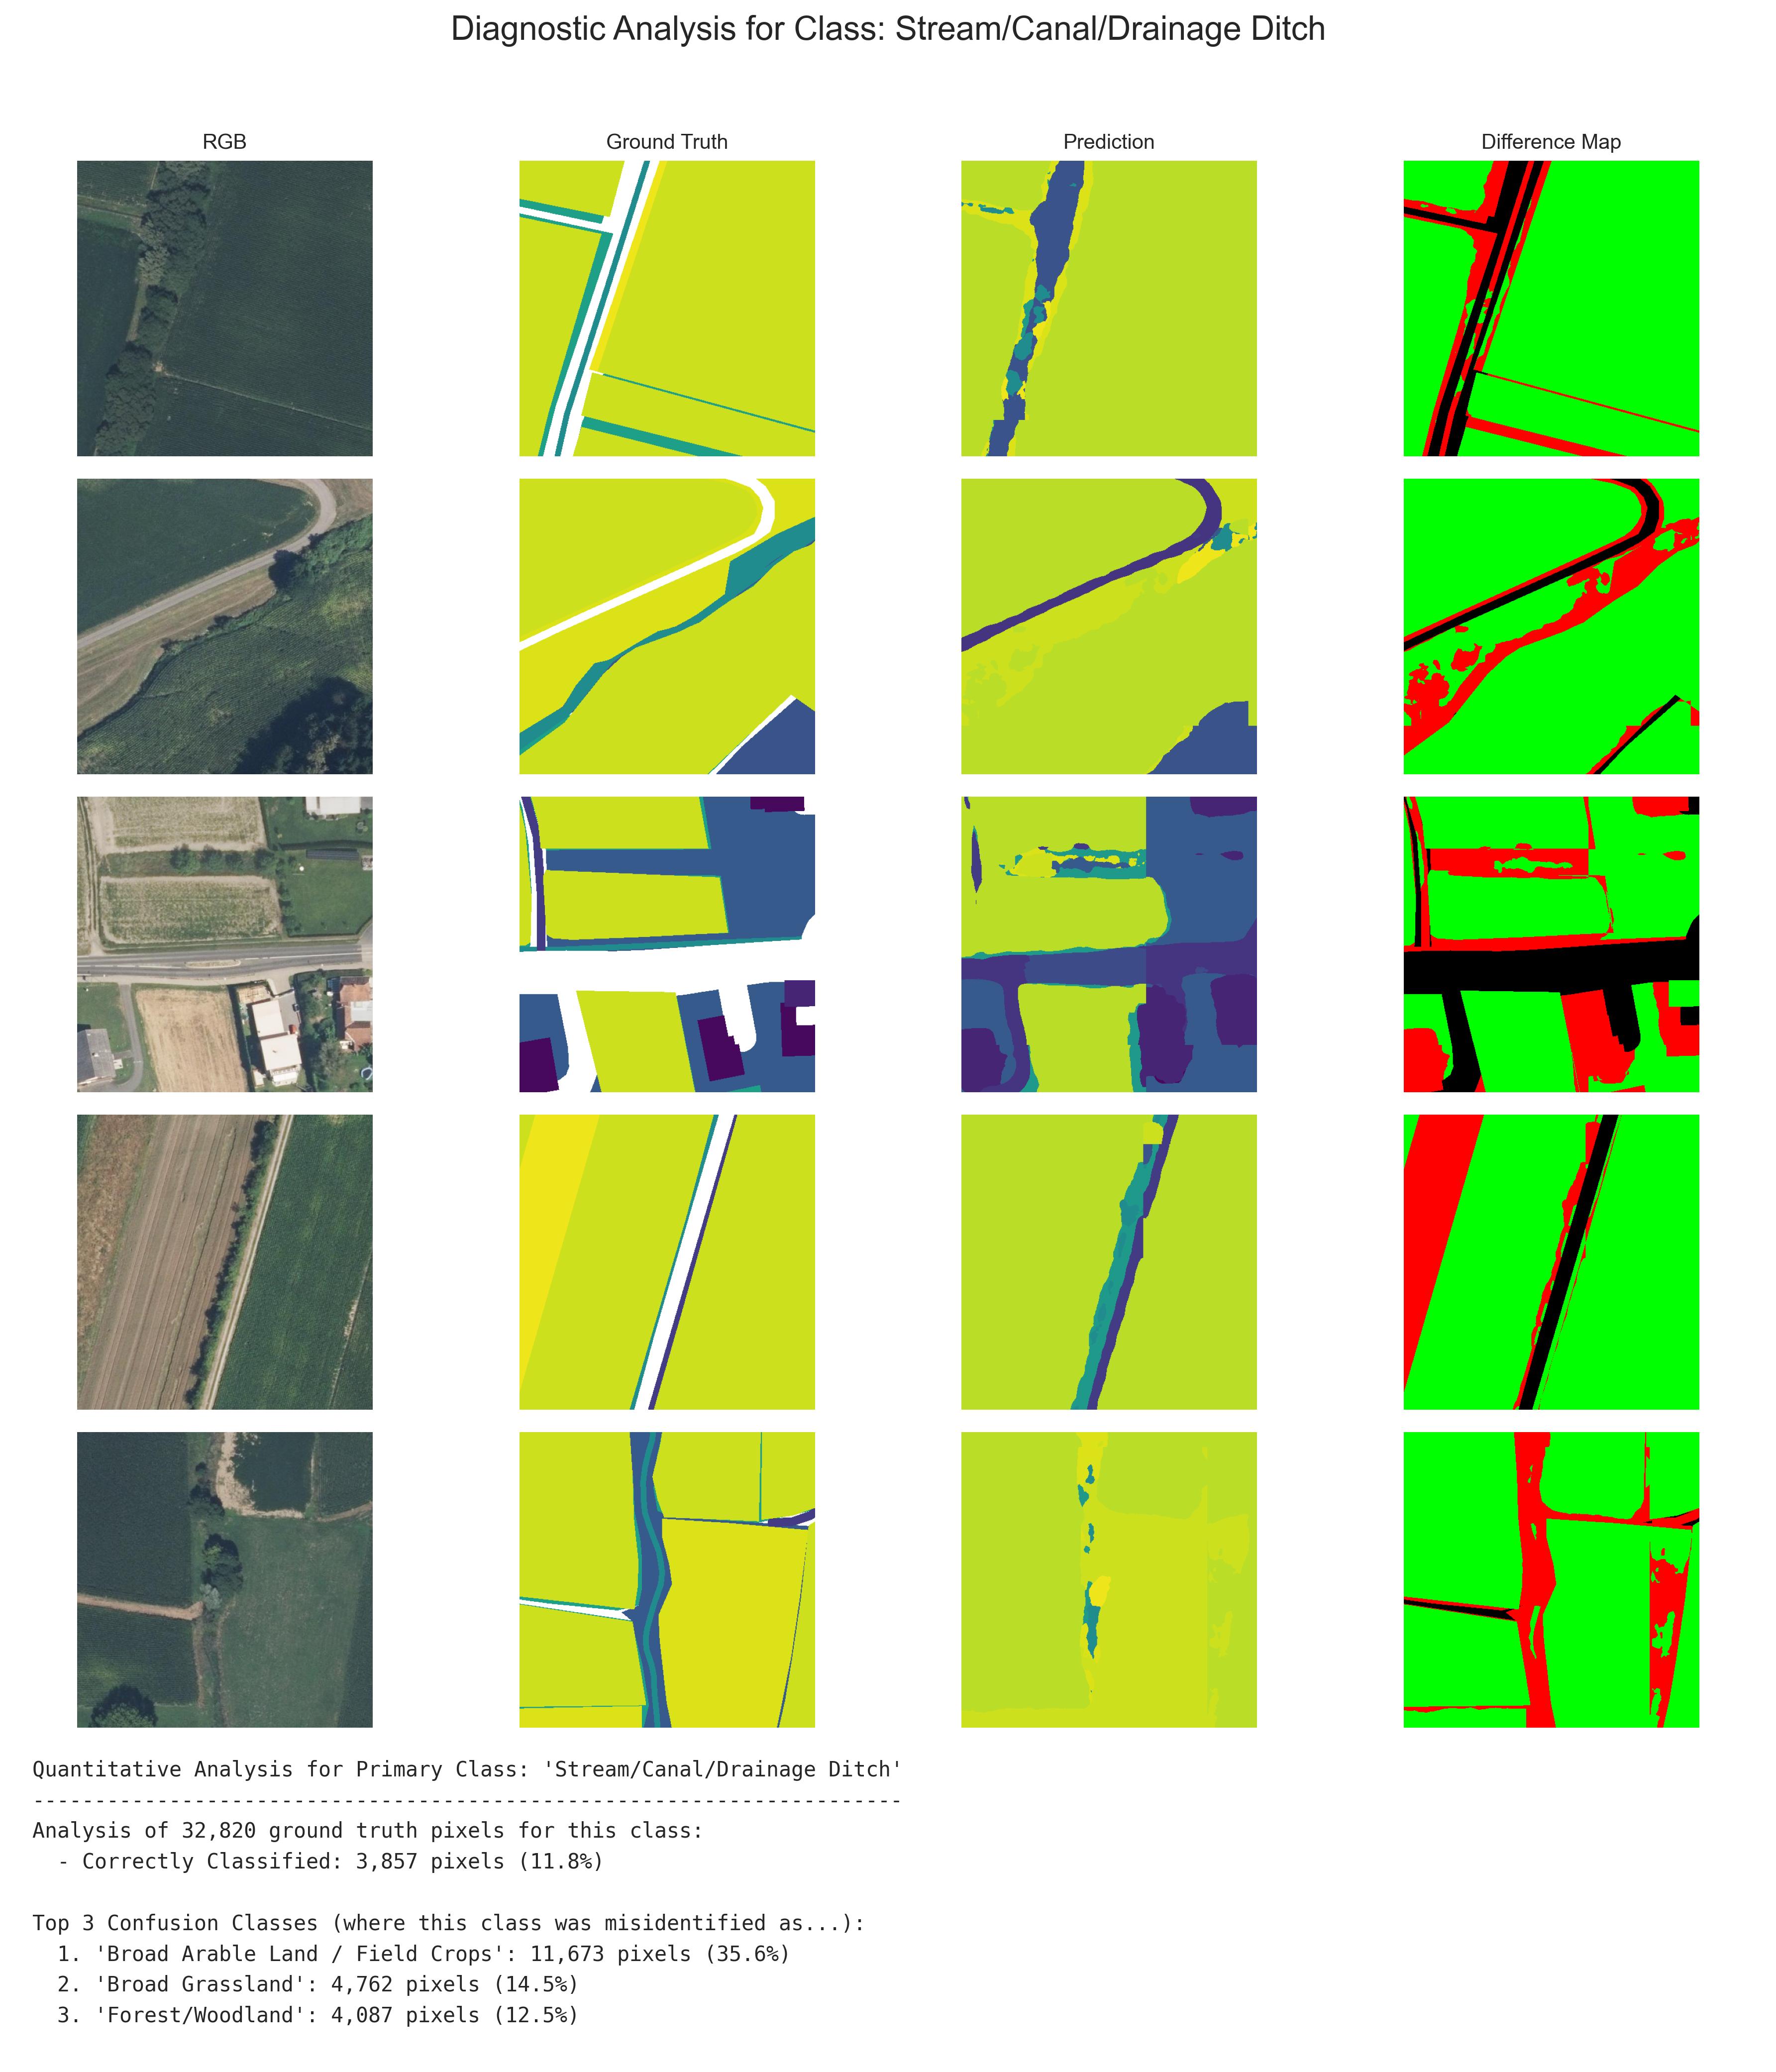 Diagnostic Analysis for Class: Stream/Canal/Drainage Ditch
RGB
Ground Truth
Prediction
Difference Map
Quantitative Analysis for Primary Class: 'Stream/Canal/Drainage Ditch'
----------------------------------------------------------------------
Analysis of 32,820 ground truth pixels for this class:
- Correctly Classified: 3,857 pixels (11.8%)
Top 3 Confusion Classes (where this class was misidentified as...):
1. 'Broad Arable Land / Field Crops': 11,673 pixels (35.6%)
2. 'Broad Grassland': 4,762 pixels (14.5%)
3. 'Forest/Woodland': 4,087 pixels (12.5%)